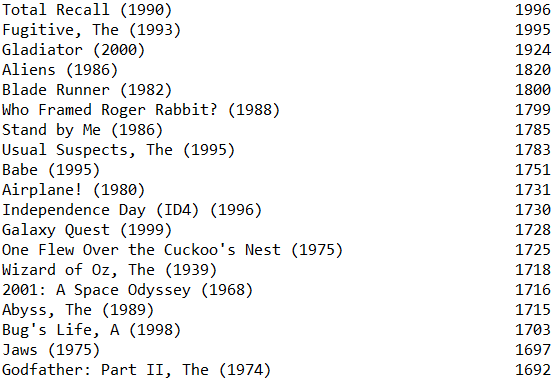 Total Recall (1990) 1996
Fugitive, The (1993) 1995
Gladiator (2000) 1924
Aliens (1986) 1820
Blade Runner (1982) 1800
Who Framed Roger Rabbit? (1988) 1799
Stand by Me (1986) 1785
Usual Suspects, The (1995) 1783
Babe (1995) 1751
Airplane! (1980) 1731
Independence Day (ID4) (1996) 1730
Galaxy Quest (1999) 1728
One Flew Over the Cuckoo's Nest (1975) 1725
Wizard of Oz, The (1939) 1718
2001: A Space Odyssey (1968) 1716
Abyss, The (1989) 1715
Bug's Life, A (1998) 1703
Jaws (1975) 1697
Godfather: Part II, The (1974) 1692